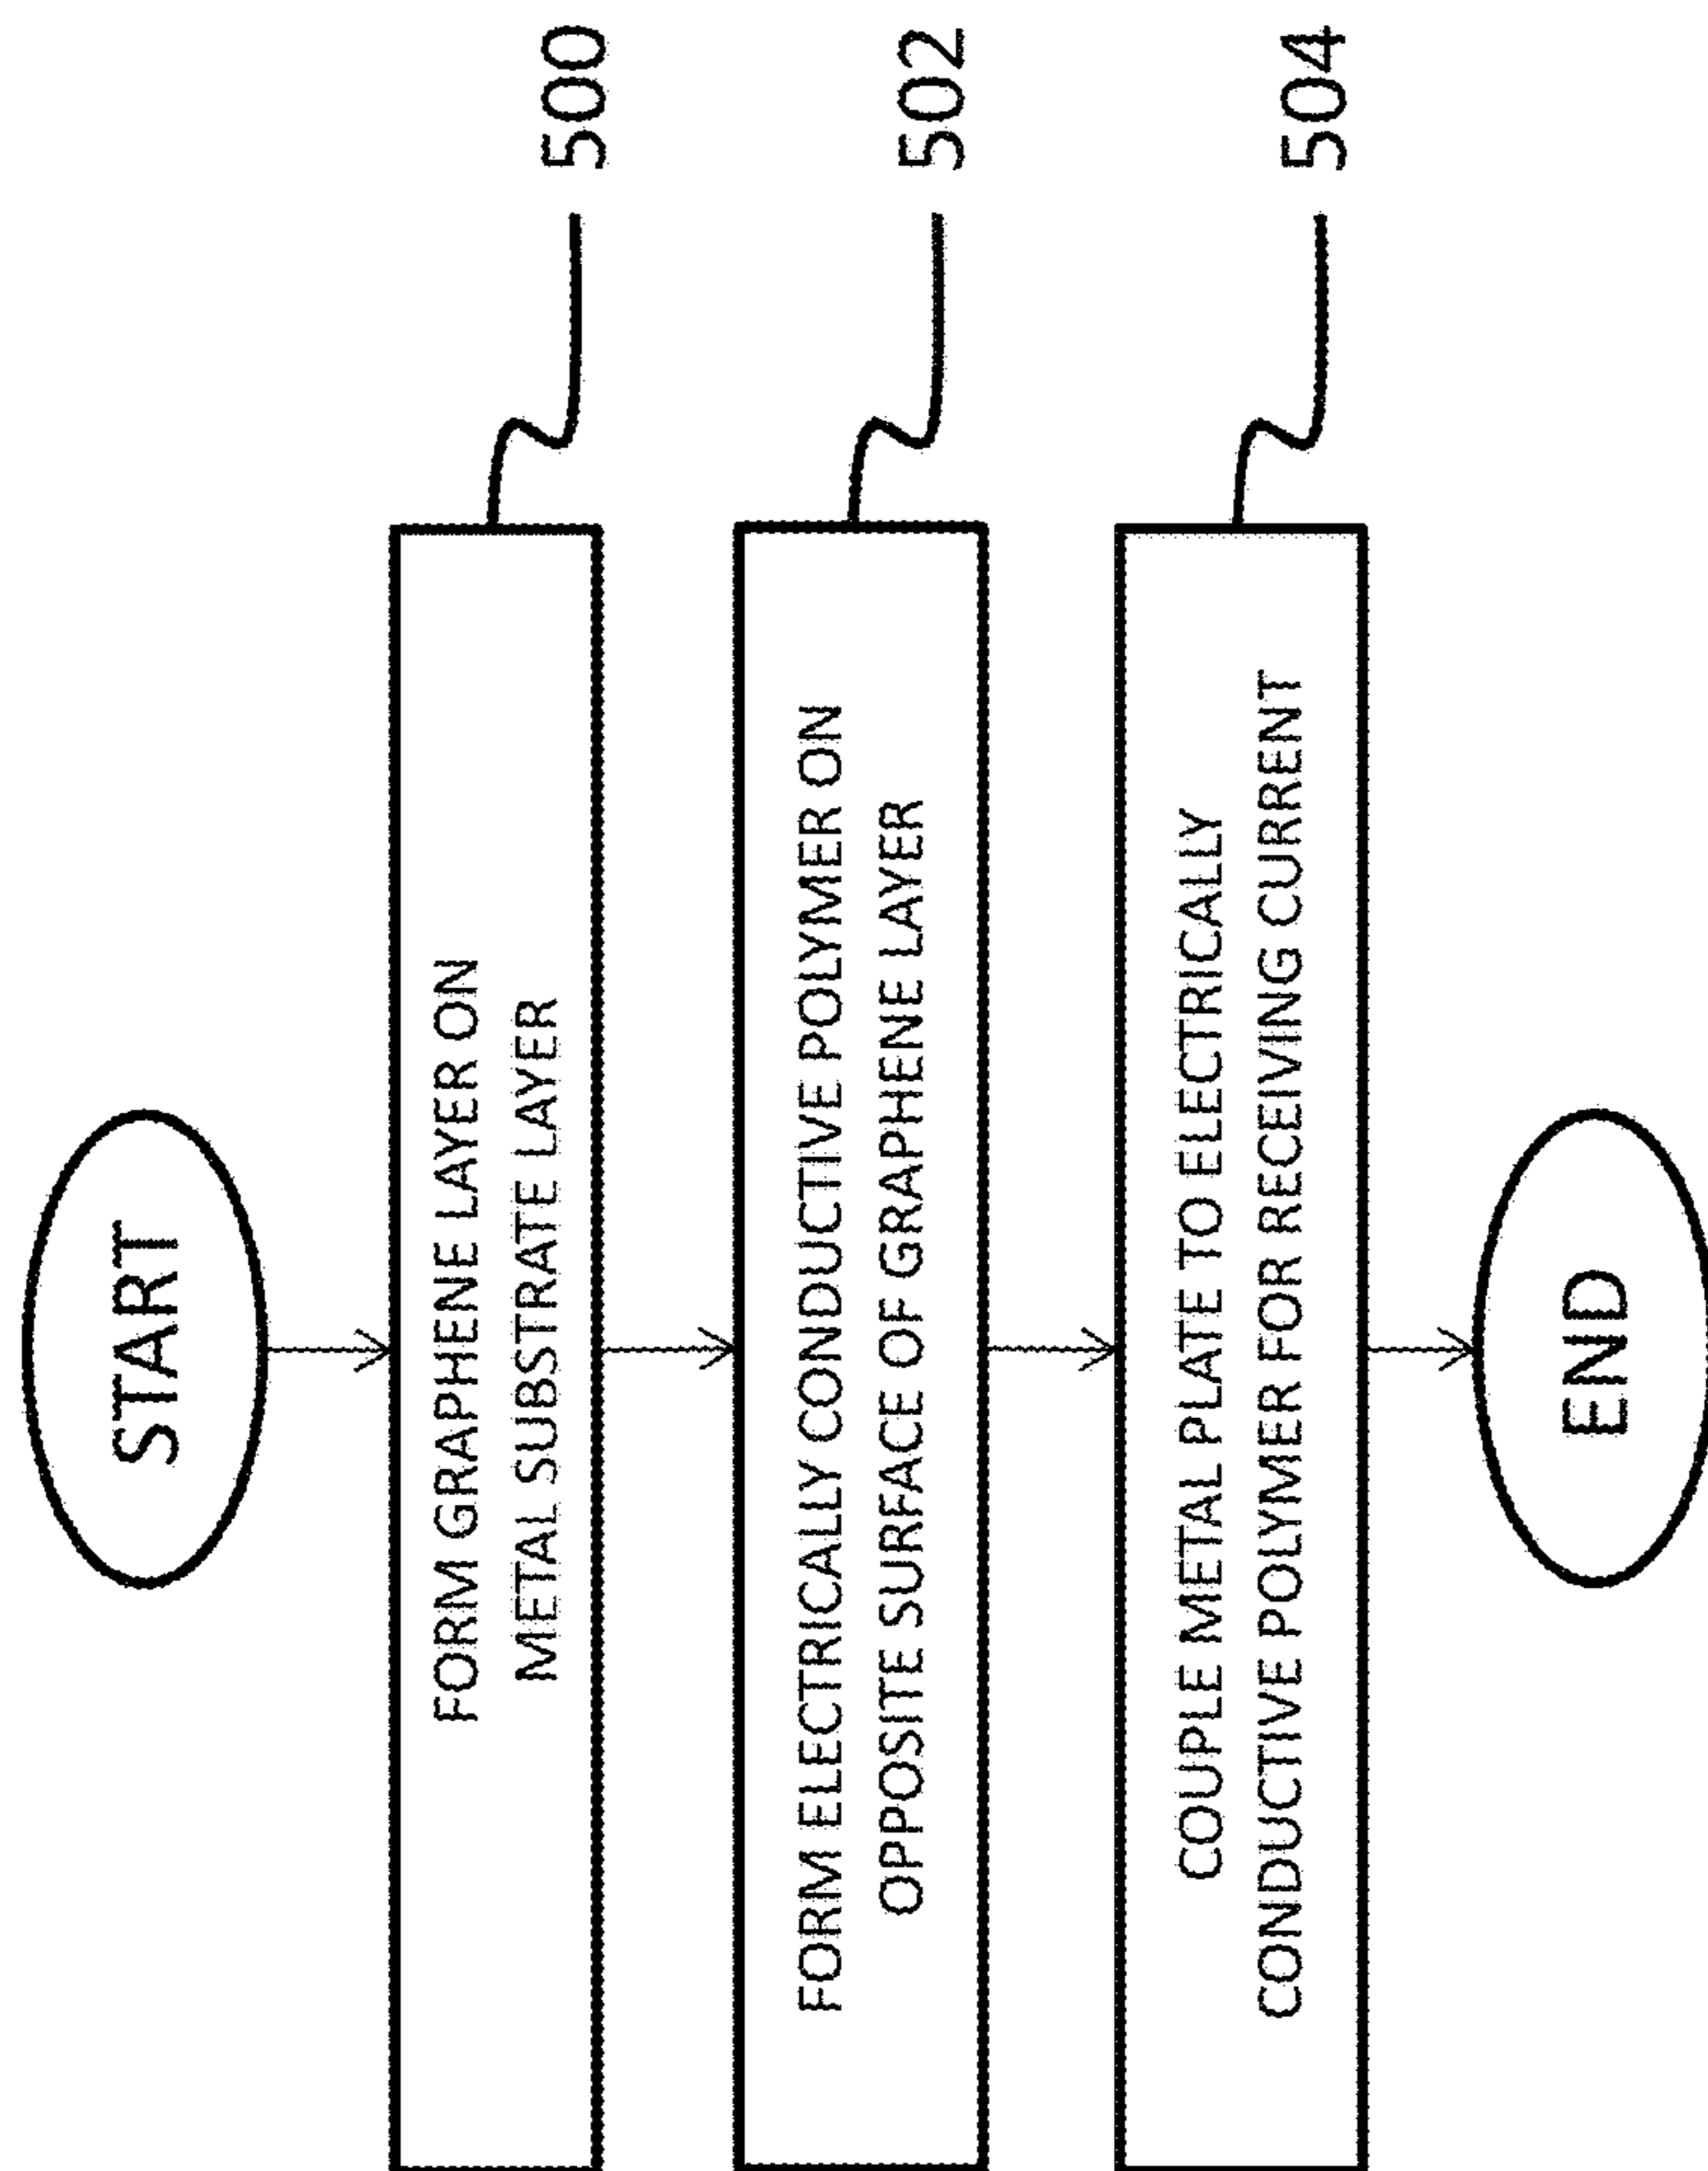 START
FORM GRAPHENE LAYER ON
METAL SUBSTRATE LAYER
500
FORM ELECTRICALLY CONDUCTIVE POLYMER ON
OPPOSITE SURFACE OF GRAPHENE LAYER
502
COUPLE METAL PLATE TO ELECTRICALLY
CONDUCTIVE POLYMER FOR RECEIVING CURRENT
504
END